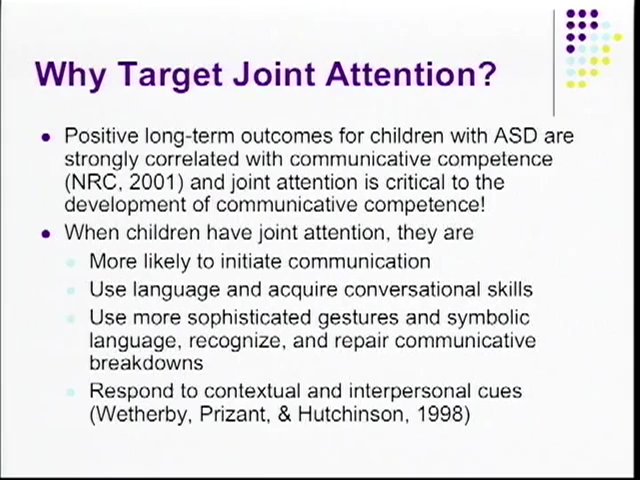 Why Target Joint Attention?
Positive long-term outcomes for children with ASD are
strongly correlated with communicative competence
(NRC, 2001) and joint attention is critical to the
development of communicative competence!
When children have joint attention, they are
More likely to initiate communication
Use language and acquire conversational skills
Use more sophisticated gestures and symbolic
language, recognize, and repair communicative
breakdowns
Respond to contextual and interpersonal cues
(Wetherby, Prizant, & Hutchinson, 1998)